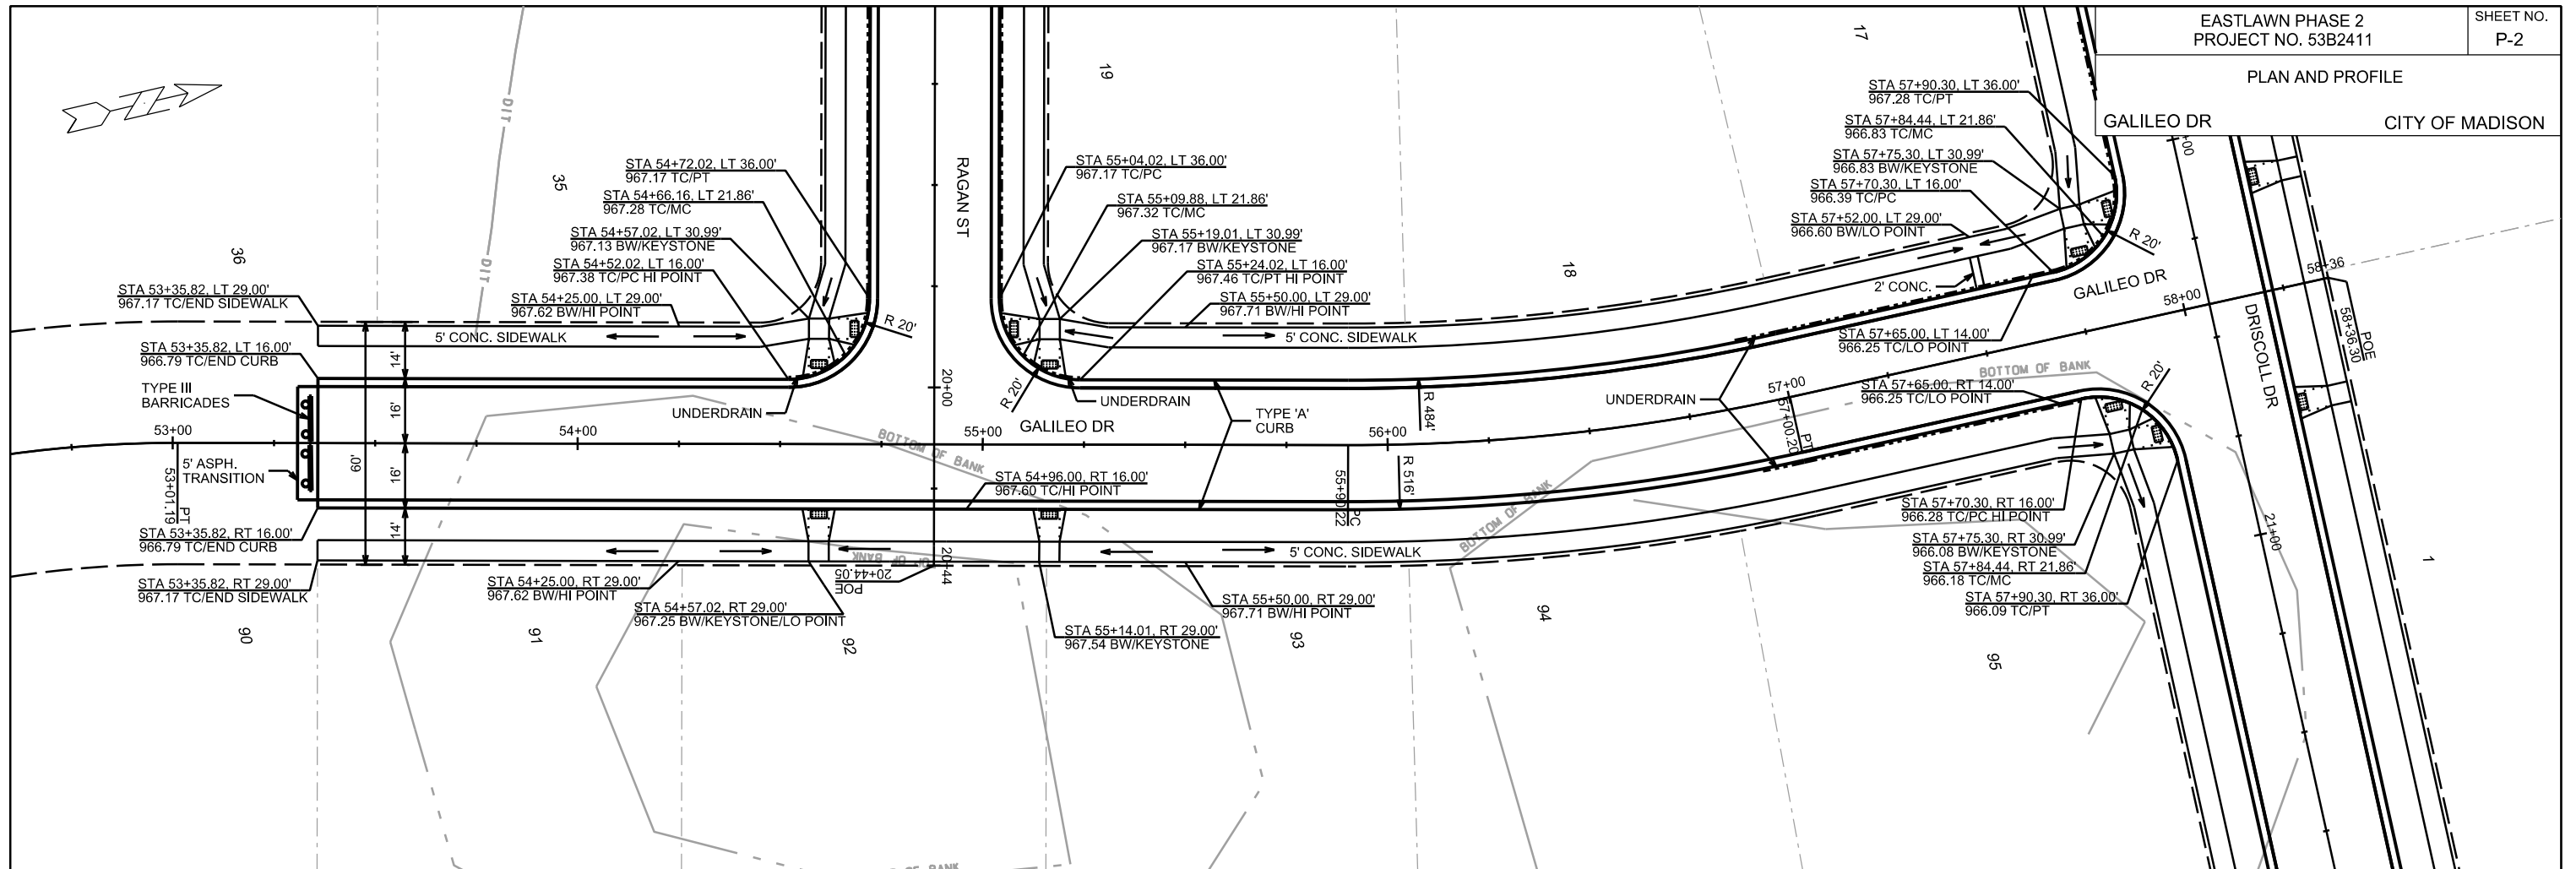 EASTLAWN PHASE 2
PROJECT NO. 53B2411
SHEET NO.
P-2
PLAN AND PROFILE
GALILEO DR
CITY OF MADISON
DIT
DIT
35
36
19
17
18
RAGAN ST
STA 54+72.02, LT 36.00'
967.17 TC/PT
STA 54+66.16, LT 21.86'
967.28 TC/MC
STA 54+57.02, LT 30.99'
967.13 BW/KEYSTONE
STA 54+52.02, LT 16.00'
967.38 TC/PC HI POINT
STA 54+25.00, LT 29.00'
967.62 BW/HI POINT
STA 53+35.82, LT 29.00'
967.17 TC/END SIDEWALK
STA 53+35.82, LT 16.00'
966.79 TC/END CURB
TYPE III
BARRICADES
5' ASPH.
TRANSITION
53+00
PT
53+01.19
STA 53+35.82, RT 16.00'
966.79 TC/END CURB
STA 53+35.82, RT 29.00'
967.17 TC/END SIDEWALK
5' CONC. SIDEWALK
14'
16'
60'
16'
14'
UNDERDRAIN
R 20'
54+00
STA 55+04.02, LT 36.00'
967.17 TC/PC
STA 55+09.88, LT 21.86'
967.32 TC/MC
STA 55+19.01, LT 30.99'
967.17 BW/KEYSTONE
STA 55+24.02, LT 16.00'
967.46 TC/PT HI POINT
STA 55+50.00, LT 29.00'
967.71 BW/HI POINT
5' CONC. SIDEWALK
R 20'
UNDERDRAIN
20+00
GALILEO DR
TYPE 'A'
CURB
BOTTOM OF BANK
55+00
STA 54+96.00, RT 16.00'
967.60 TC/HI POINT
56+00
R 484'
R 516'
PC
55+90.22
STA 54+25.00, RT 29.00'
967.62 BW/HI POINT
STA 54+57.02, RT 29.00'
967.25 BW/KEYSTONE/LO POINT
20+44
POE
20+44.05
STA 55+14.01, RT 29.00'
967.54 BW/KEYSTONE
STA 55+50.00, RT 29.00'
967.71 BW/HI POINT
5' CONC. SIDEWALK
BOTTOM OF BANK
90
91
92
93
94
95
1
OF BANK
STA 57+90.30, LT 36.00'
967.28 TC/PT
STA 57+84.44, LT 21.86'
966.83 TC/MC
STA 57+75.30, LT 30.99'
966.83 BW/KEYSTONE
STA 57+70.30, LT 16.00'
966.39 TC/PC
STA 57+52.00, LT 29.00'
966.60 BW/LO POINT
2' CONC.
R 20'
GALILEO DR
STA 57+65.00, LT 14.00'
966.25 TC/LO POINT
UNDERDRAIN
57+00
PT
57+00.20
STA 57+65.00, RT 14.00'
966.25 TC/LO POINT
BOTTOM OF BANK
R 20'
58+00
58+36
POE
58+36.30
DRISCOLL DR
STA 57+70.30, RT 16.00'
966.28 TC/PC HI POINT
STA 57+75.30, RT 30.99'
966.08 BW/KEYSTONE
STA 57+84.44, RT 21.86'
966.18 TC/MC
STA 57+90.30, RT 36.00'
966.09 TC/PT
21+00